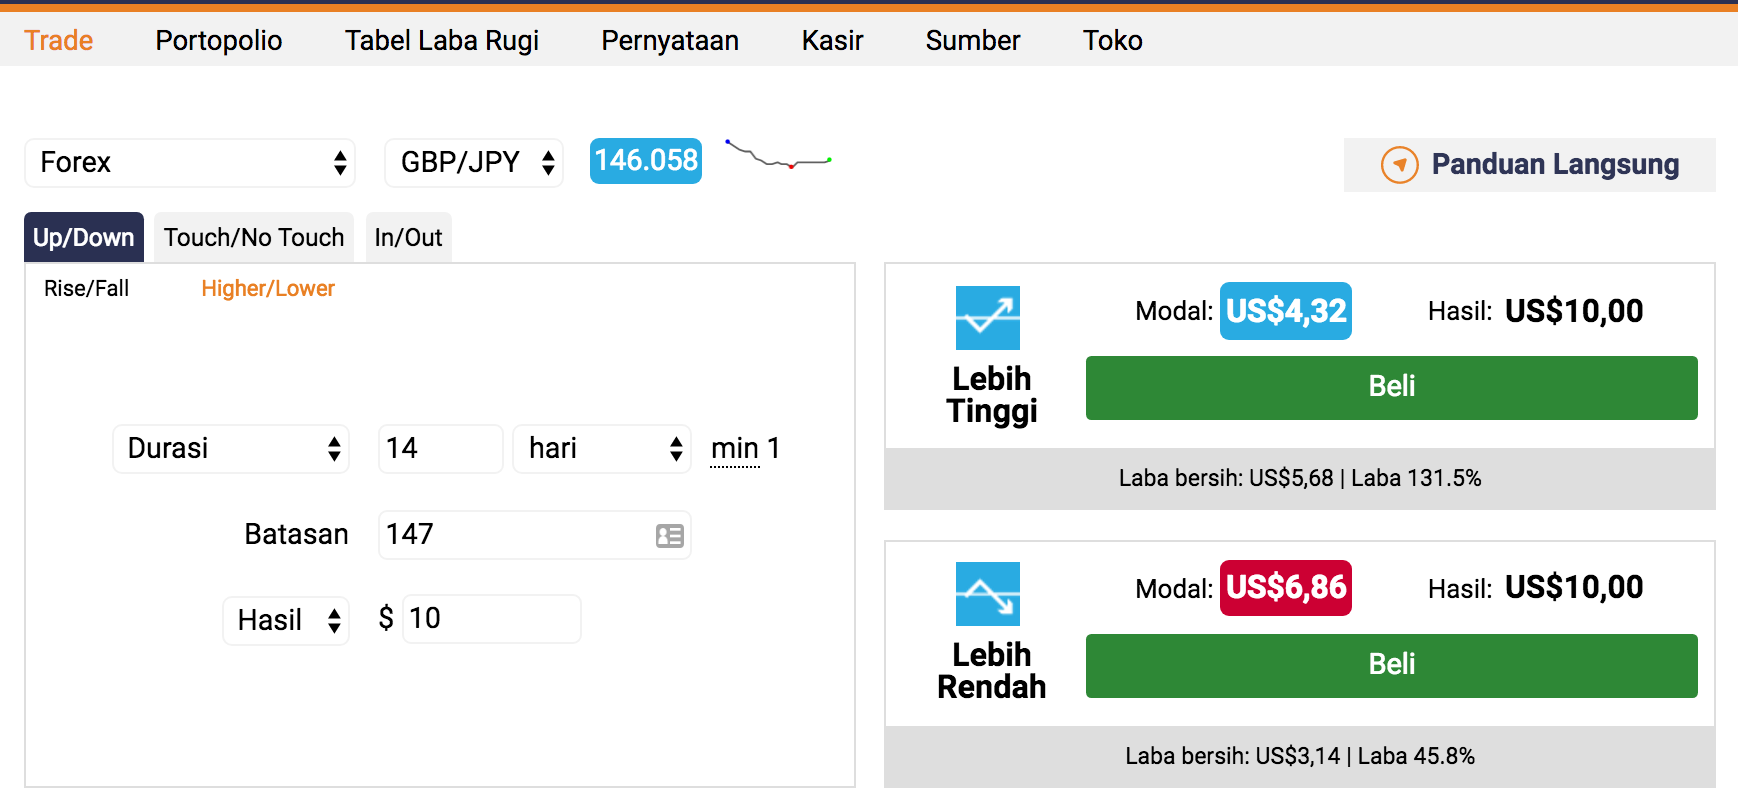 Trade Portopolio Tabel Laba Rugi Pernyataan Kasir Sumber Toko
Forex GBP/JPY 146.058 Panduan Langsung
Up/Down Touch/No Touch In/Out
Rise/Fall Higher/Lower
Durasi 14 hari min 1
Batasan 147
Hasil $ 10
Modal: US$4,32 Hasil: US$10,00
Lebih
Tinggi
Beli
Laba bersih: US$5,68 | Laba 131.5%
Modal: US$6,86 Hasil: US$10,00
Lebih
Rendah
Beli
Laba bersih: US$3,14 | Laba 45.8%